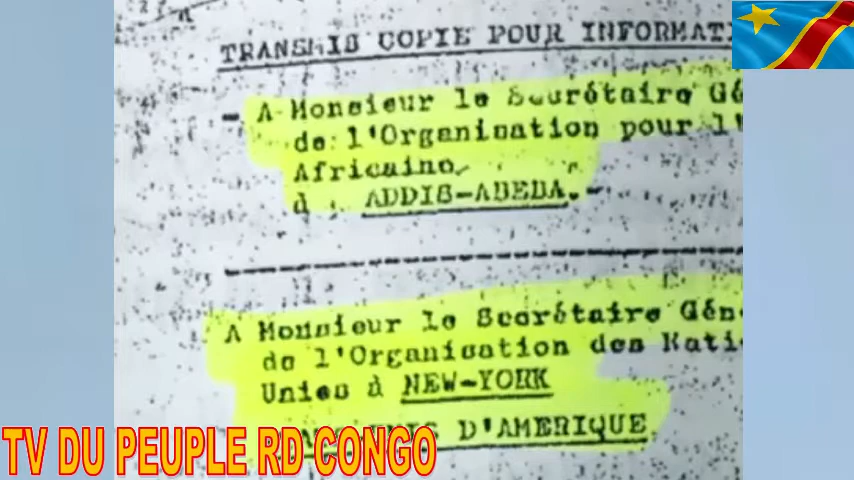 TRANSMIS COPIE POUR INFORMATI
- A Monsieur le Secrétaire Gé
de l'Organisation pour l'
Africaine,
à ADDIS-ABEBA.-
A Monsieur le Secrétaire Gén
de l'Organisation des Nati
Unies à NEW-YORK
D'AMERIQUE
TV DU PEUPLE RD CONGO